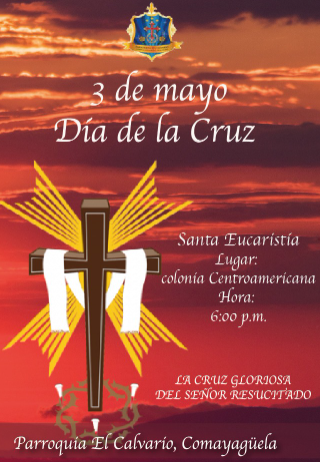 3 de mayo
Día de la Cruz
Santa Eucaristía
Lugar:
colonia Centroamericana
Hora:
6:00 p.m.
LA CRUZ GLORIOSA
DEL SEÑOR RESUCITADO
Parroquia El Calvario, Comayagüela